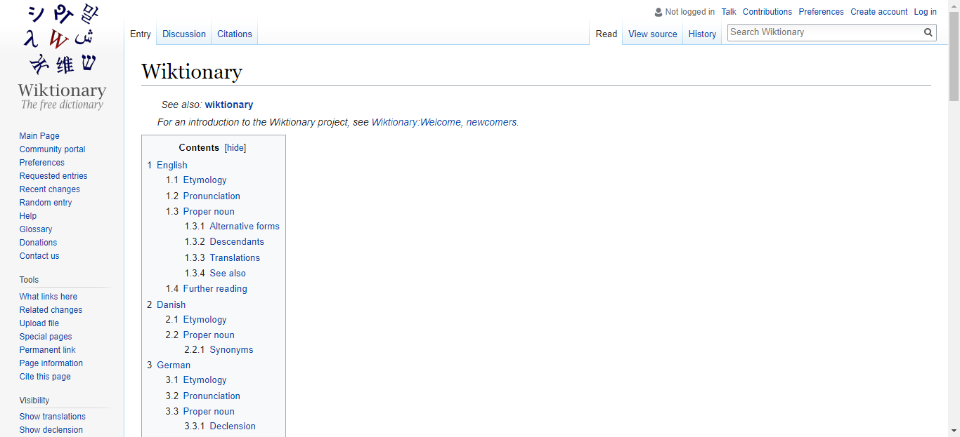 シ
말
λ
W
维
Wiktionary
The free dictionary
Not logged in Talk Contributions Preferences Create account Log in
Entry Discussion Citations Read View source History Search Wiktionary
Wiktionary
See also: wiktionary
For an introduction to the Wiktionary project, see Wiktionary:Welcome, newcomers.
Main Page
Community portal
Preferences
Requested entries
Recent changes
Random entry
Help
Glossary
Donations
Contact us
Tools
What links here
Related changes
Upload file
Special pages
Permanent link
Page information
Cite this page
Visibility
Show translations
Show declension
Contents [hide]
1 English
1.1 Etymology
1.2 Pronunciation
1.3 Proper noun
1.3.1 Alternative forms
1.3.2 Descendants
1.3.3 Translations
1.3.4 See also
1.4 Further reading
2 Danish
2.1 Etymology
2.2 Proper noun
2.2.1 Synonyms
3 German
3.1 Etymology
3.2 Pronunciation
3.3 Proper noun
3.3.1 Declension